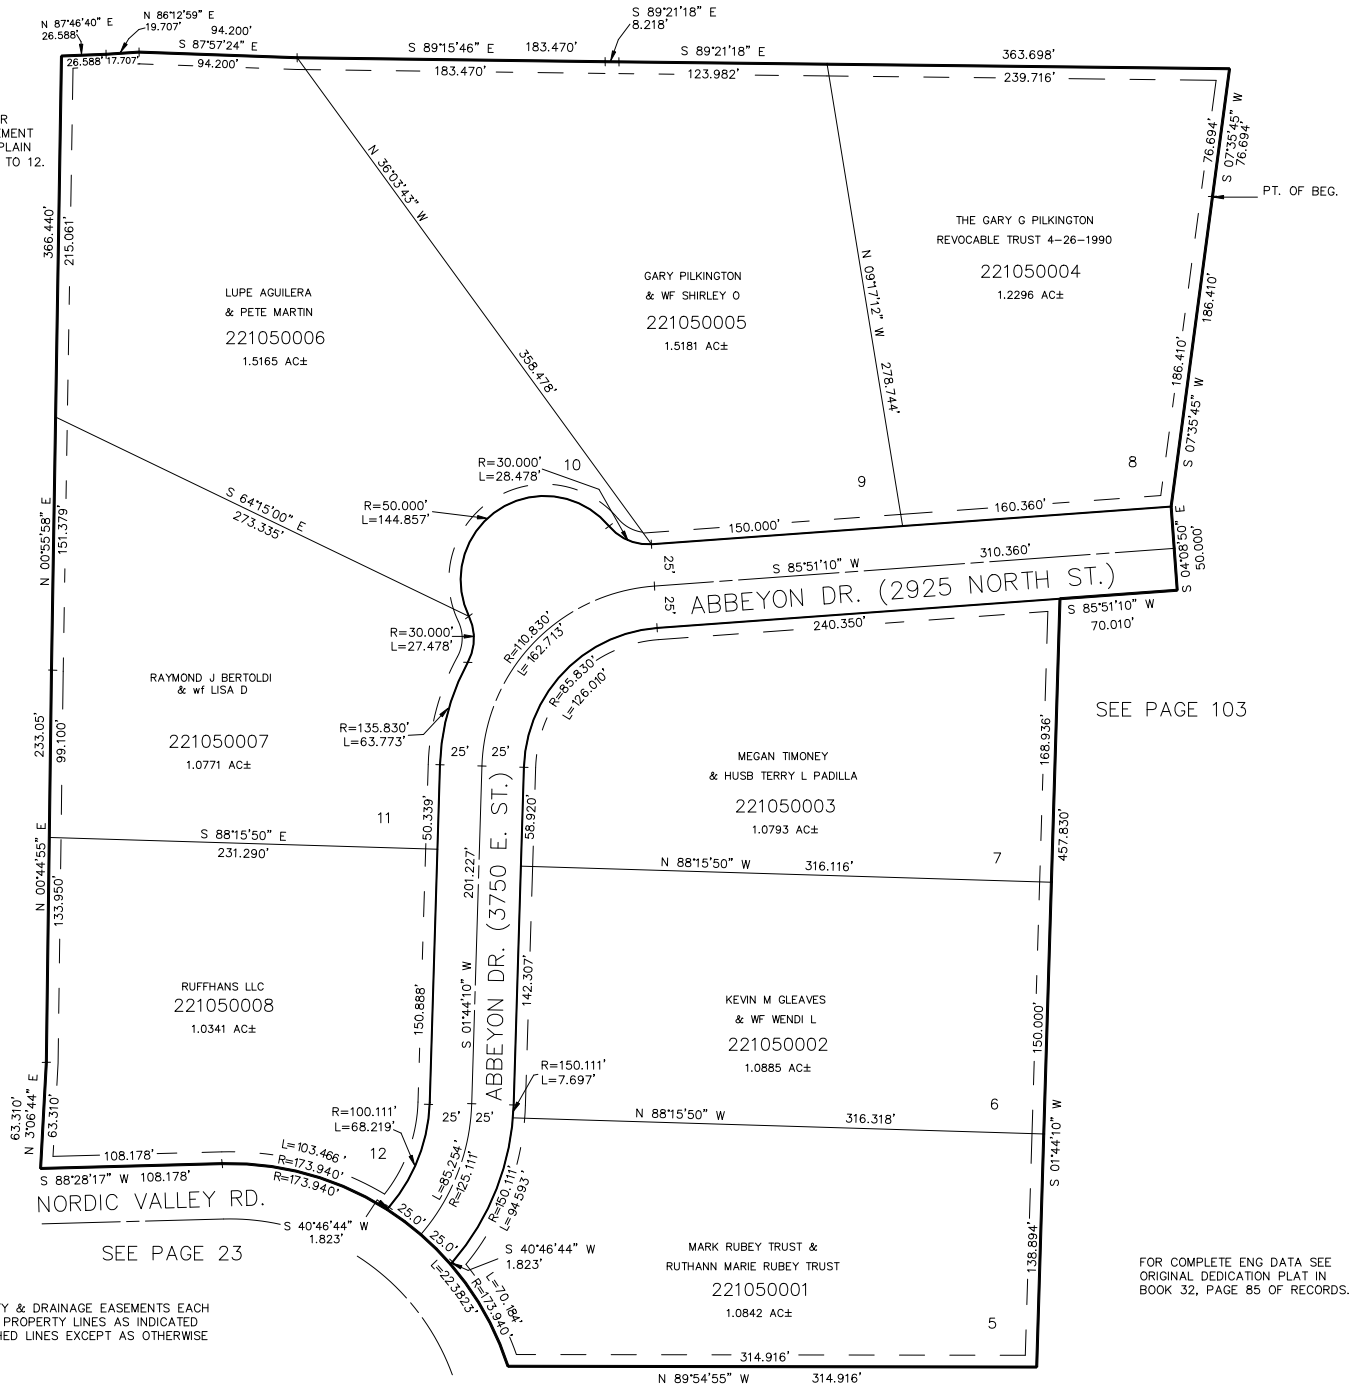 N 87°46'40" E
26.588'
N 86°12'59" E
19.707'
94.200'
S 87°57'24" E
S 89°15'46" E
183.470'
S 89°21'18" E
8.218'
S 89°21'18" E
363.698'
26.588'
17.707'
94.200'
183.470'
123.982'
239.716'
R
EMENT
PLAIN
TO 12.
76.694'
S 07°35'45" W
76.694'
PT. OF BEG.
N 36°03'43" W
358.478'
366.440'
215.061'
THE GARY G PILKINGTON
REVOCABLE TRUST 4-26-1990
221050004
1.2296 AC±
GARY PILKINGTON
& WF SHIRLEY O
221050005
1.5181 AC±
LUPE AGUILERA
& PETE MARTIN
221050006
1.5165 AC±
N 09°17'12" W
278.744'
186.410'
186.410'
S 07°35'45" W
R=30.000'
L=28.478'
10
9
8
R=50.000'
L=144.857'
S 64°15'00" E
273.335'
150.000'
160.360'
N 00°55'58" E
151.379'
25'
25'
S 85°51'10" W
310.360'
ABBEYON DR. (2925 NORTH ST.)
S 04°08'50" E
50.000'
S 85°51'10" W
70.010'
240.350'
R=30.000'
L=27.478'
R=110.830'
L=162.713'
R=85.830'
L=126.010'
RAYMOND J BERTOLDI
& wf LISA D
221050007
1.0771 AC±
R=135.830'
L=63.773'
SEE PAGE 103
233.05'
99.100'
25'
25'
MEGAN TIMONEY
& HUSB TERRY L PADILLA
221050003
1.0793 AC±
168.936'
457.830'
11
50.339'
58.920'
S 88°15'50" E
231.290'
N 88°15'50" W
316.116'
7
N 00°44'55" E
133.950'
201.227'
S 01°44'10" W
ABBEYON DR. (3750 E. ST.)
142.307'
150.888'
RUFFHANS LLC
221050008
1.0341 AC±
KEVIN M GLEAVES
& WF WENDI L
221050002
1.0885 AC±
150.000'
R=150.111'
L=7.697'
63.310'
N 3°06'44" E
63.310'
R=100.111'
L=68.219'
25'
25'
N 88°15'50" W
316.318'
6
S 01°44'10" W
108.178'
S 88°28'17" W
108.178'
L=103.466'
R=173.940'
R=173.940'
12
L=85.254'
R=125.111'
R=150.111'
L=94.593'
NORDIC VALLEY RD.
S 40°46'44" W
1.823'
25.0'
25.0'
S 40°46'44" W
1.823'
SEE PAGE 23
MARK RUBEY TRUST &
RUTHANN MARIE RUBEY TRUST
221050001
1.0842 AC±
138.894'
L=70.184'
R=173.940'
L=223.823'
5
FOR COMPLETE ENG DATA SEE
ORIGINAL DEDICATION PLAT IN
BOOK 32, PAGE 85 OF RECORDS.
Y & DRAINAGE EASEMENTS EACH
PROPERTY LINES AS INDICATED
HED LINES EXCEPT AS OTHERWISE
314.916'
N 89°54'55" W
314.916'